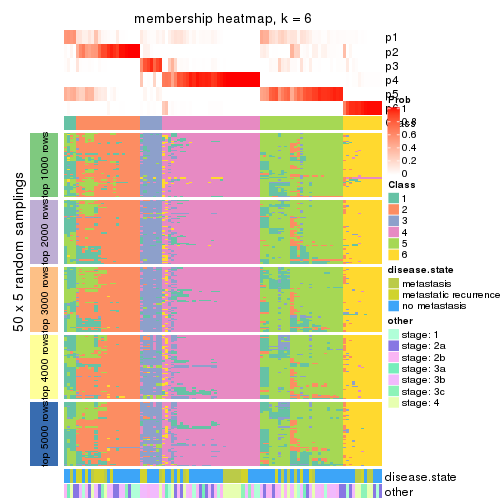 membership heatmap, k = 6
p1
p2
p3
p4
p5
p6
Prob
1
0.8
0.6
0.4
0.2
0
Class
1
2
3
4
5
6
disease.state
metastasis
metastatic recurrence
no metastasis
other
stage: 1
stage: 2a
stage: 2b
stage: 3a
stage: 3b
stage: 3c
stage: 4
50 x 5 random samplings
top 1000 rows
top 2000 rows
top 3000 rows
top 4000 rows
top 5000 rows
disease.state
other